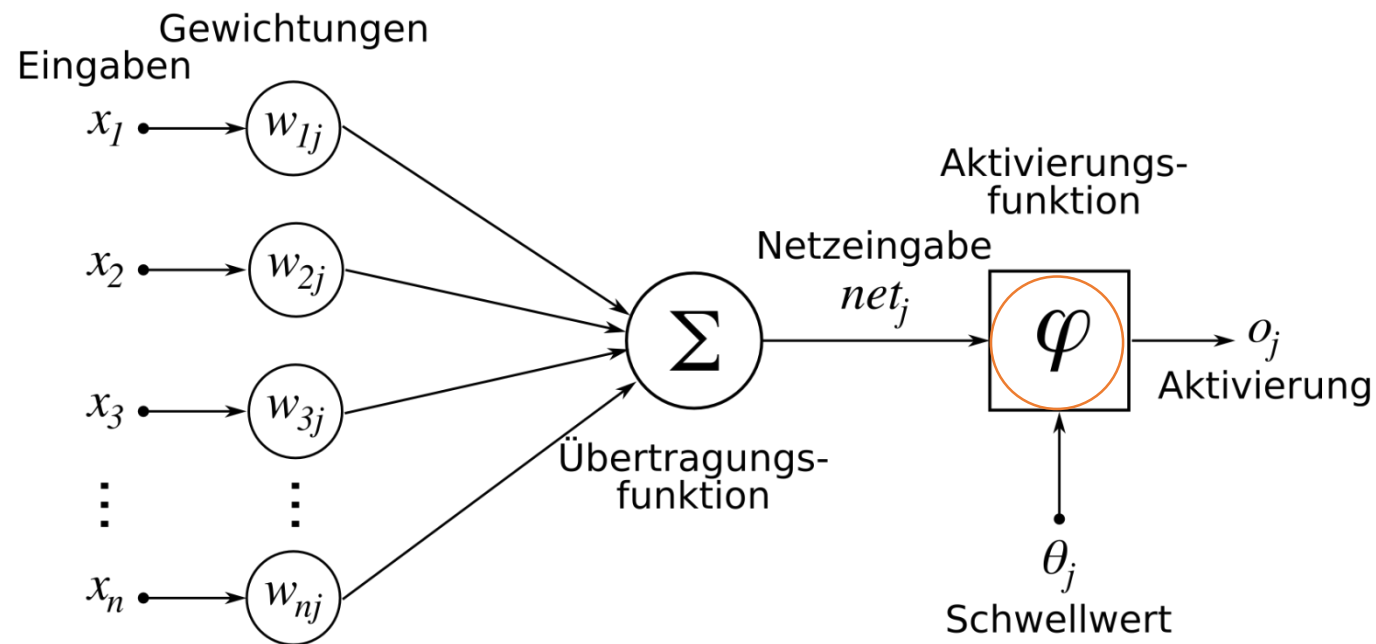 Gewichtungen
Eingaben
x₁
w₁ⱼ
x₂
w₂ⱼ
x₃
w₃ⱼ
⋮
⋮
xₙ
wₙⱼ
Σ
Übertragungs-
funktion
Netzeingabe
netⱼ
Aktivierungs-
funktion
φ
oⱼ
Aktivierung
θⱼ
Schwellwert